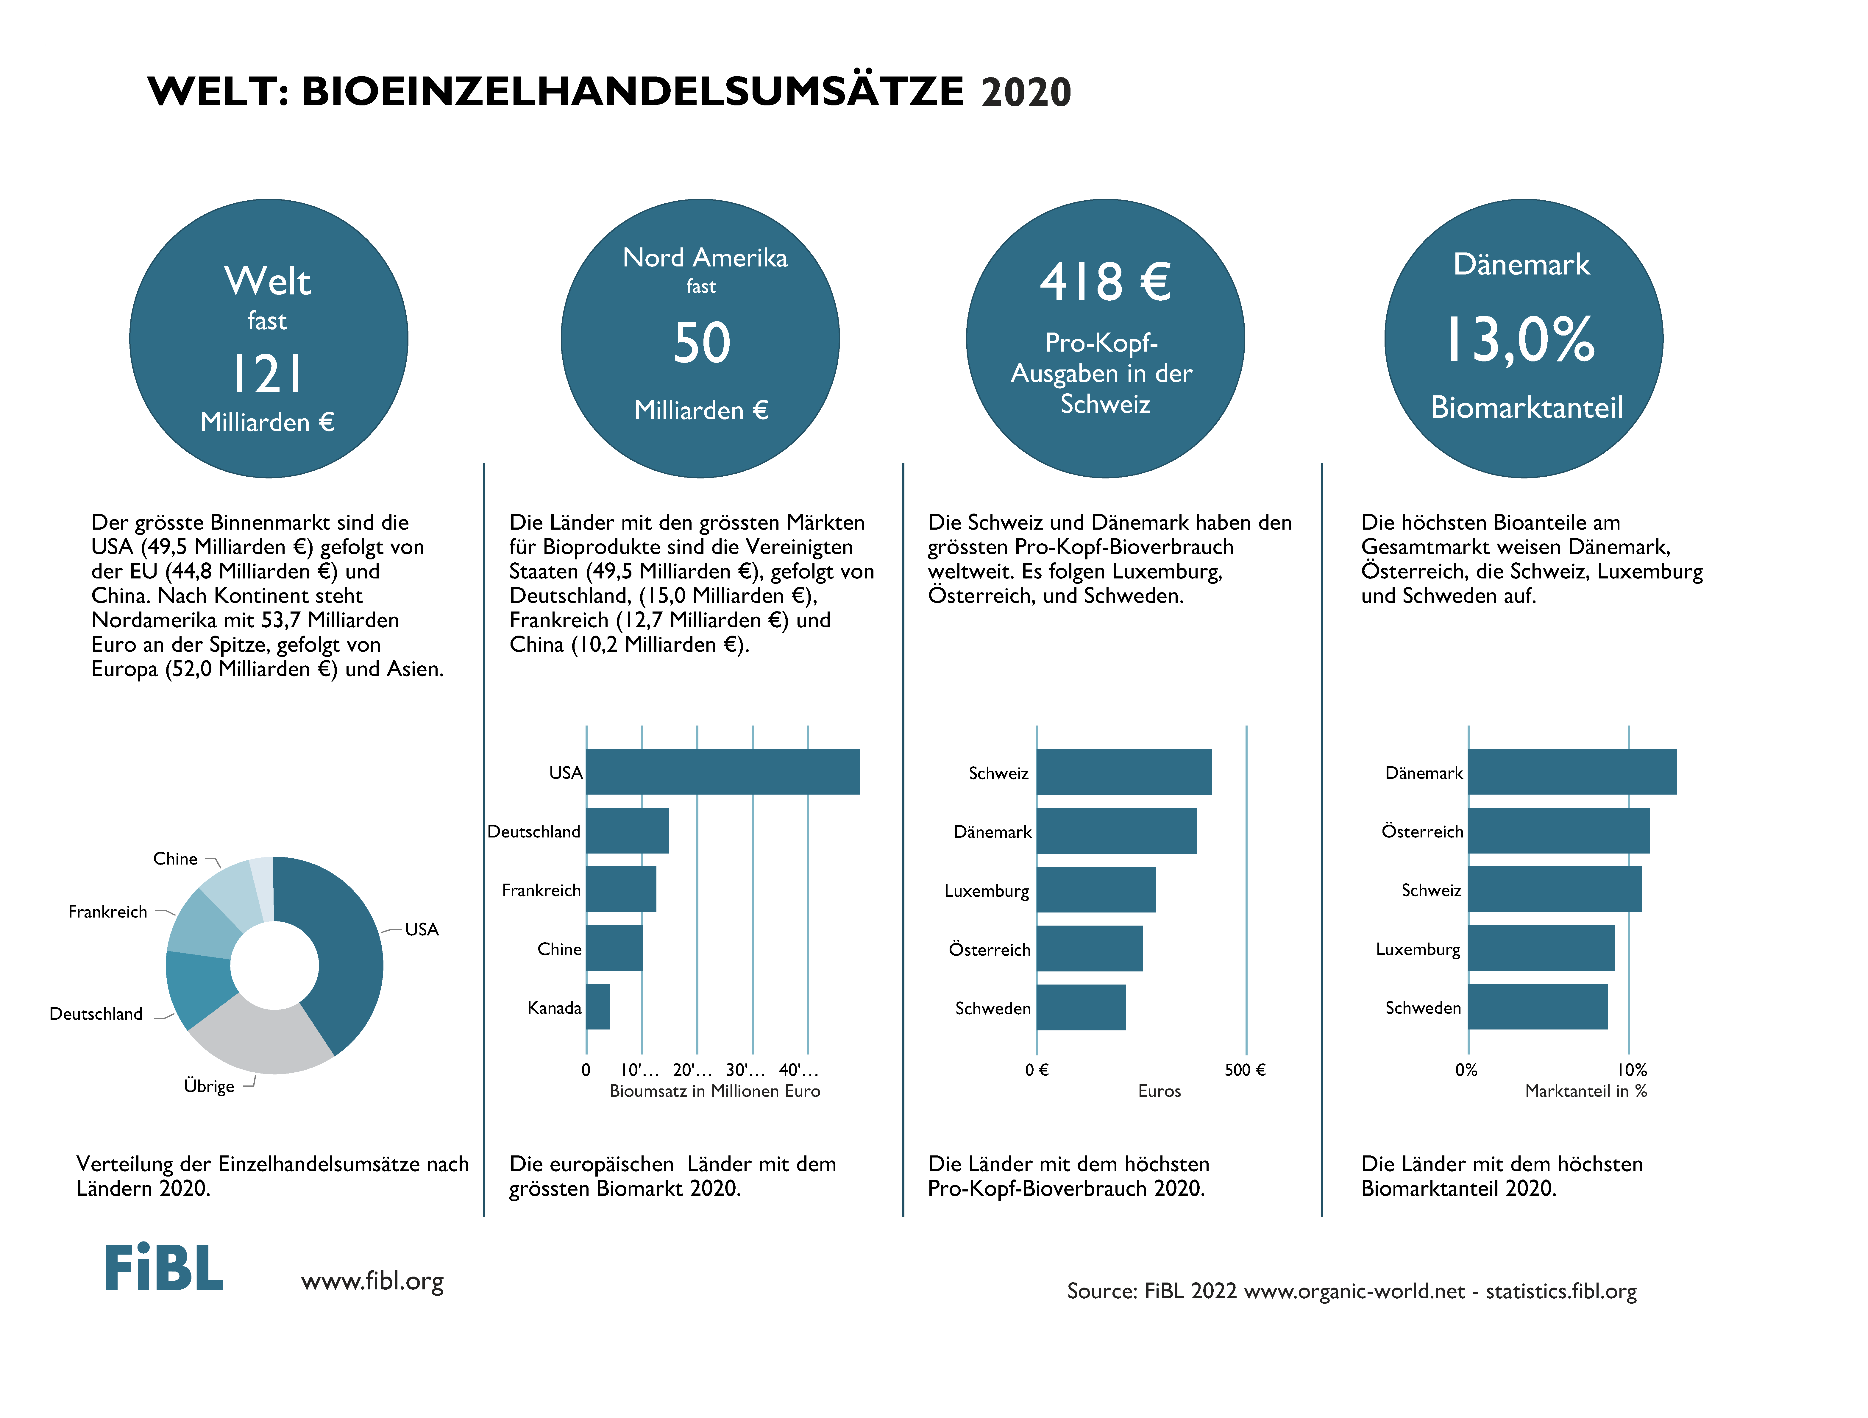 WELT: BIOEINZELHANDELSUMSÄTZE 2020
Welt
fast
121
Milliarden €
Nord Amerika
fast
50
Milliarden €
418 €
Pro-Kopf-
Ausgaben in der
Schweiz
Dänemark
13,0%
Biomarktanteil
Der grösste Binnenmarkt sind die
USA (49,5 Milliarden €) gefolgt von
der EU (44,8 Milliarden €) und
China. Nach Kontinent steht
Nordamerika mit 53,7 Milliarden
Euro an der Spitze, gefolgt von
Europa (52,0 Milliarden €) und Asien.
Chine
Frankreich
USA
Deutschland
Übrige
Verteilung der Einzelhandelsumsätze nach
Ländern 2020.
Die Länder mit den grössten Märkten
für Bioprodukte sind die Vereinigten
Staaten (49,5 Milliarden €), gefolgt von
Deutschland, (15,0 Milliarden €),
Frankreich (12,7 Milliarden €) und
China (10,2 Milliarden €).
USA
Deutschland
Frankreich
Chine
Kanada
0 10'... 20'... 30'... 40'...
Bioumsatz in Millionen Euro
Die europäischen Länder mit dem
grössten Biomarkt 2020.
Die Schweiz und Dänemark haben den
grössten Pro-Kopf-Bioverbrauch
weltweit. Es folgen Luxemburg,
Österreich, und Schweden.
Schweiz
Dänemark
Luxemburg
Österreich
Schweden
0 € 500 €
Euros
Die Länder mit dem höchsten
Pro-Kopf-Bioverbrauch 2020.
Die höchsten Bioanteile am
Gesamtmarkt weisen Dänemark,
Österreich, die Schweiz, Luxemburg
und Schweden auf.
Dänemark
Österreich
Schweiz
Luxemburg
Schweden
0% 10%
Marktanteil in %
Die Länder mit dem höchsten
Biomarktanteil 2020.
FiBL
www.fibl.org
Source: FiBL 2022 www.organic-world.net - statistics.fibl.org